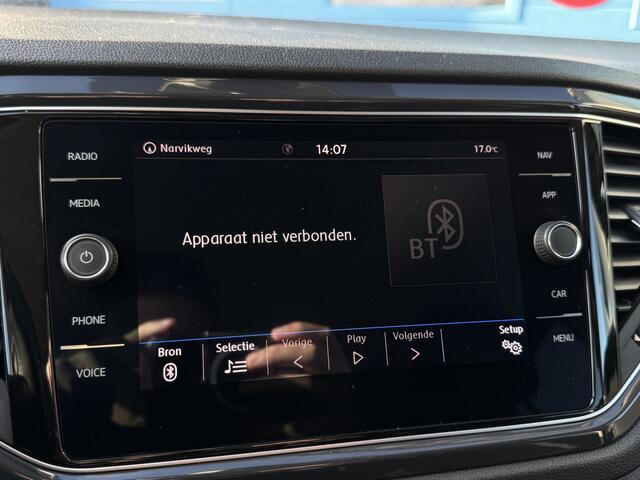 RADIO
MEDIA
PHONE
VOICE
Narvikweg
14:07
17.0°C
Apparaat niet verbonden.
BT
Bron
Selectie
Vorige
Play
Volgende
Setup
NAV
APP
CAR
MENU